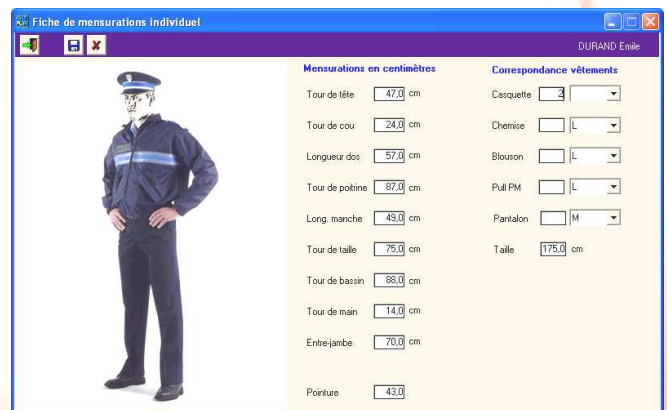 Fiche de mensurations individuel
DURAND Emile
Mensurations en centimètres
Tour de tête 47,0 cm
Tour de cou 24,0 cm
Longueur dos 57,0 cm
Tour de poitrine 87,0 cm
Long. manche 49,0 cm
Tour de taille 75,0 cm
Tour de bassin 88,0 cm
Tour de main 14,0 cm
Entre-jambe 70,0 cm
Pointure 43,0
Correspondance vêtements
Casquette 2
Chemise L
Blouson L
Pull PM L
Pantalon M
Taille 175,0 cm